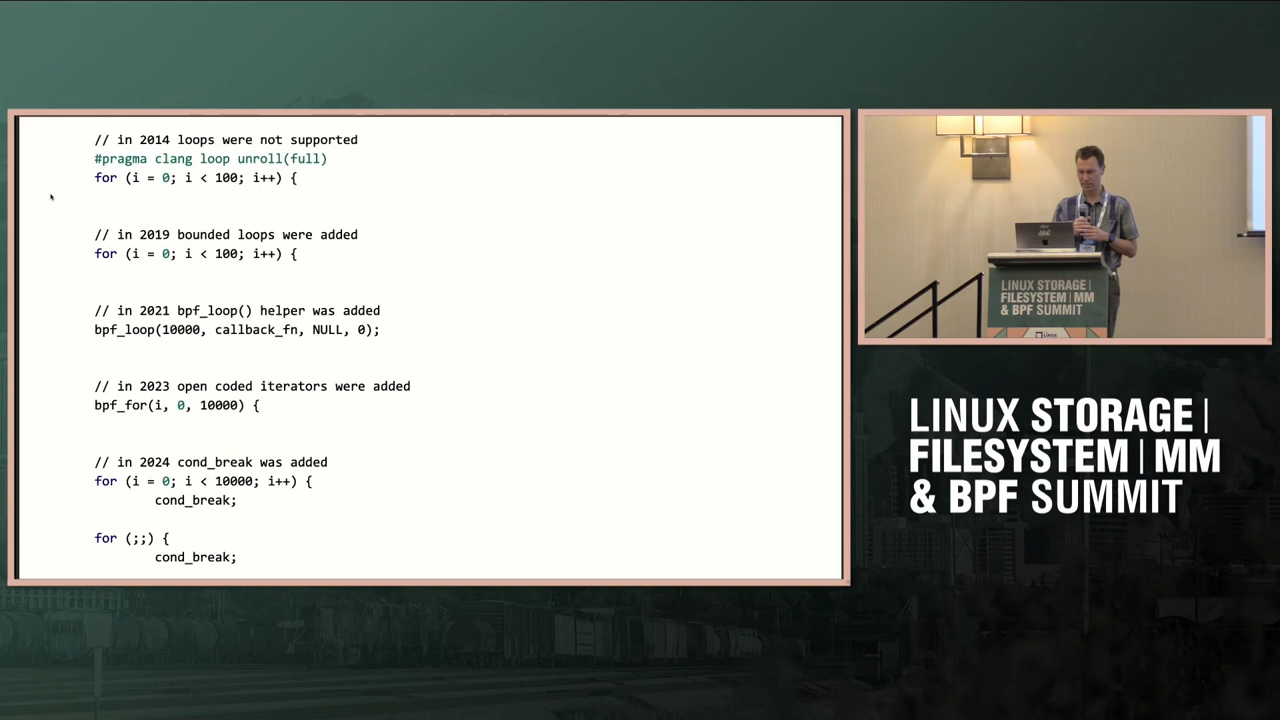 // in 2014 loops were not supported
#pragma clang loop unroll(full)
for (i = 0; i < 100; i++) {
// in 2019 bounded loops were added
for (i = 0; i < 100; i++) {
// in 2021 bpf_loop() helper was added
bpf_loop(10000, callback_fn, NULL, 0);
// in 2023 open coded iterators were added
bpf_for(i, 0, 10000) {
// in 2024 cond_break was added
for (i = 0; i < 10000; i++) {
cond_break;
for (;;) {
cond_break;
LINUX STORAGE|
FILESYSTEM|MM
& BPF SUMMIT
LINUX
LINUX STORAGE|
FILESYSTEM|MM
& BPF SUMMIT